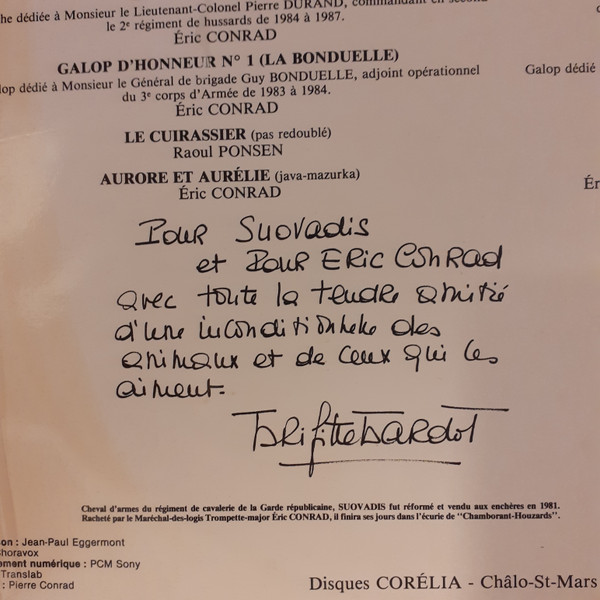 he dédiée à Monsieur le Lieutenant-Colonel Pierre DURAND, commandant en second
le 2e régiment de hussards de 1984 à 1987.
Éric CONRAD
GALOP D'HONNEUR N° 1 (LA BONDUELLE)
lop dédié à Monsieur le Général de brigade Guy BONDUELLE, adjoint opérationnel
du 3e corps d'Armée de 1983 à 1984.
Éric CONRAD
Galop dédié
LE CUIRASSIER (pas redoublé)
Raoul PONSEN
AURORE ET AURÉLIE (java-mazurka)
Éric CONRAD
Ér
Pour Suovadis
et Pour Eric Conrad
avec toute la tendre amitié
d'une inconditionnelle des
animaux et de ceux qui les
aiment.
Brigitte Bardot
Cheval d'armes du régiment de cavalerie de la Garde républicaine, SUOVADIS fut réformé et vendu aux enchères en 1981.
Racheté par le Maréchal-des-logis Trompette-major Éric CONRAD, il finira ses jours dans l'écurie de "Chamborant-Houzards".
on : Jean-Paul Eggermont
horavox
ement numérique : PCM Sony
Translab
: Pierre Conrad
Disques CORÉLIA - Châlo-St-Mars